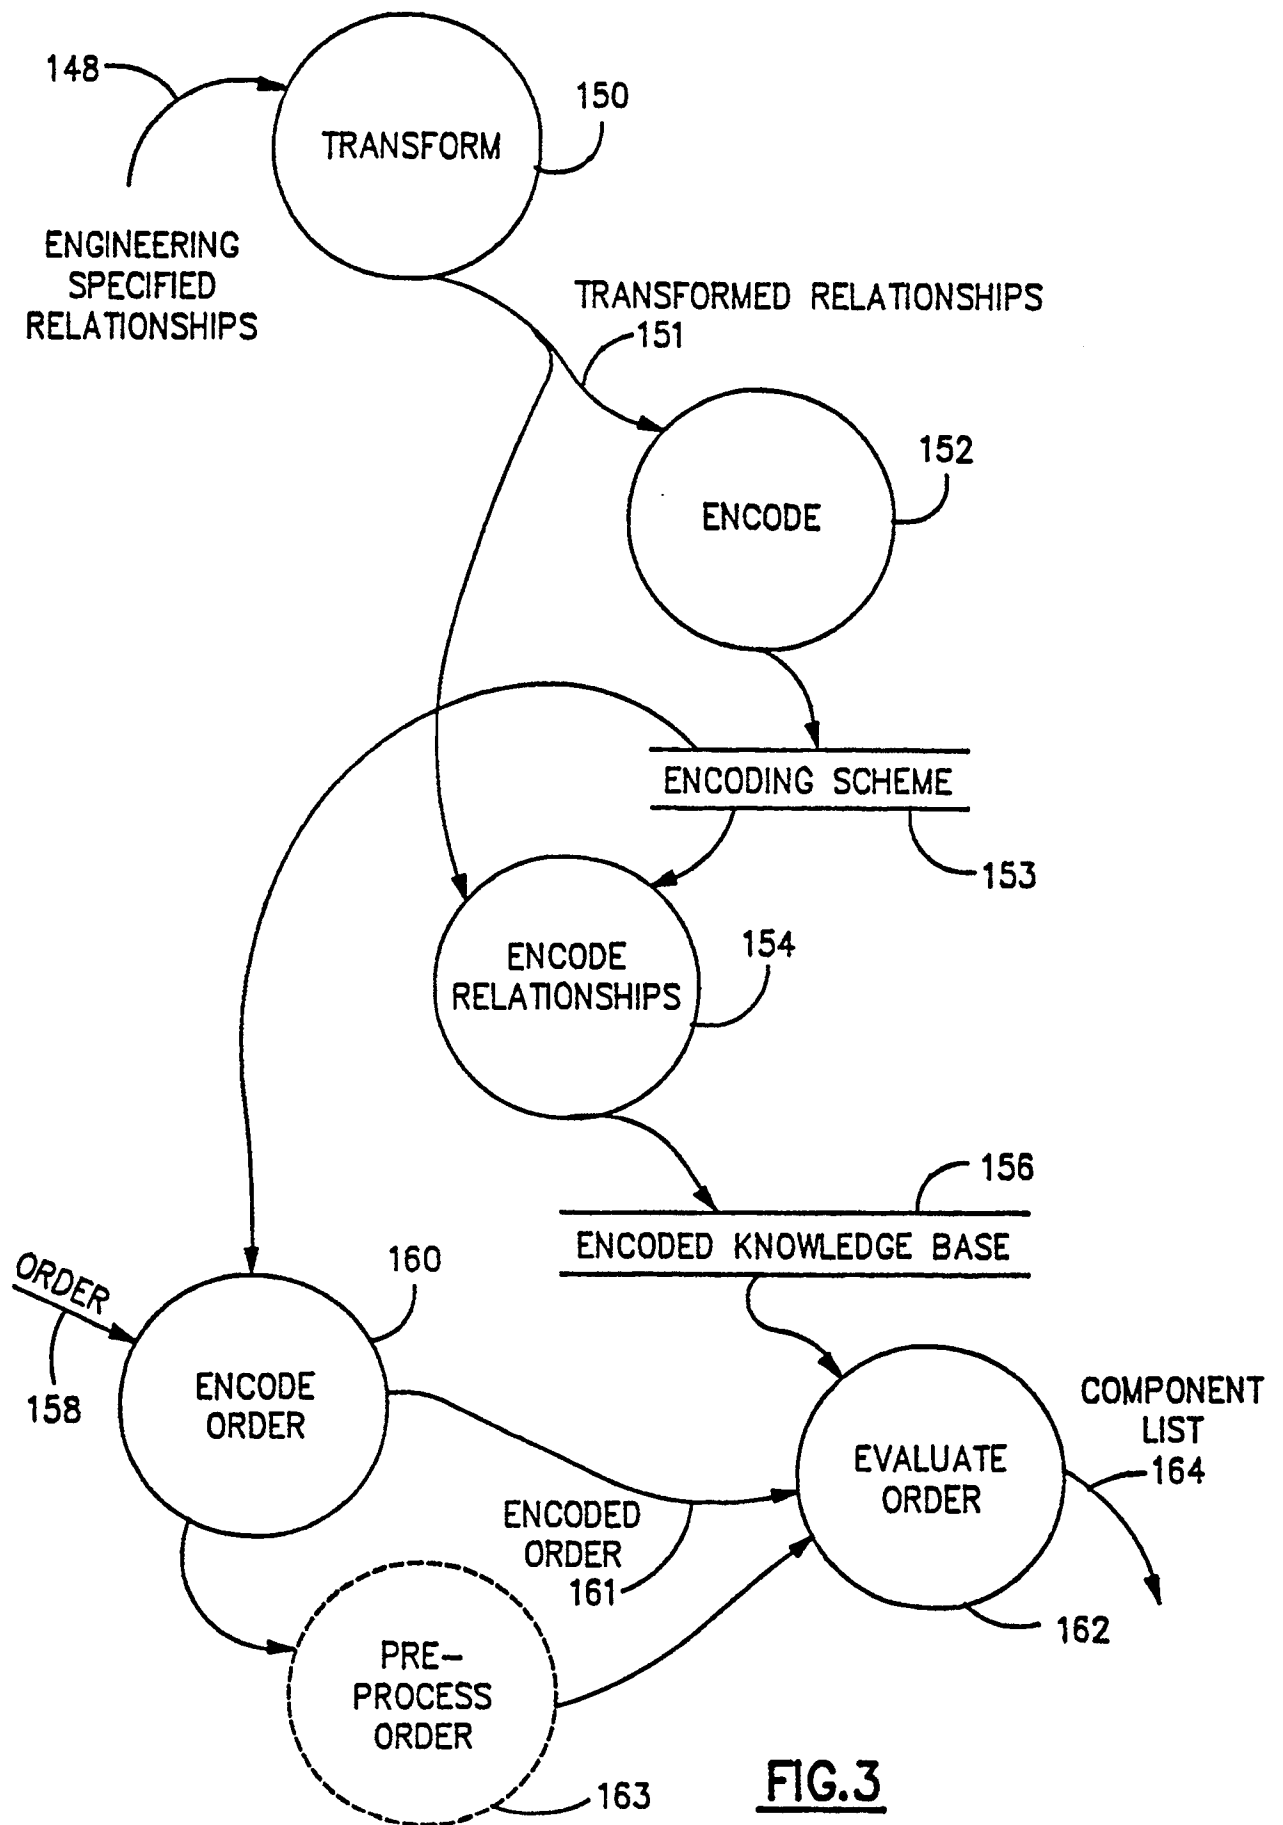 148
150
TRANSFORM
ENGINEERING
SPECIFIED
RELATIONSHIPS
TRANSFORMED RELATIONSHIPS
151
152
ENCODE
ENCODING SCHEME
153
154
ENCODE
RELATIONSHIPS
156
ENCODED KNOWLEDGE BASE
ORDER
158
160
ENCODE
ORDER
COMPONENT
LIST
164
EVALUATE
ORDER
ENCODED
ORDER
161
162
PRE-
PROCESS
ORDER
163
FIG.3